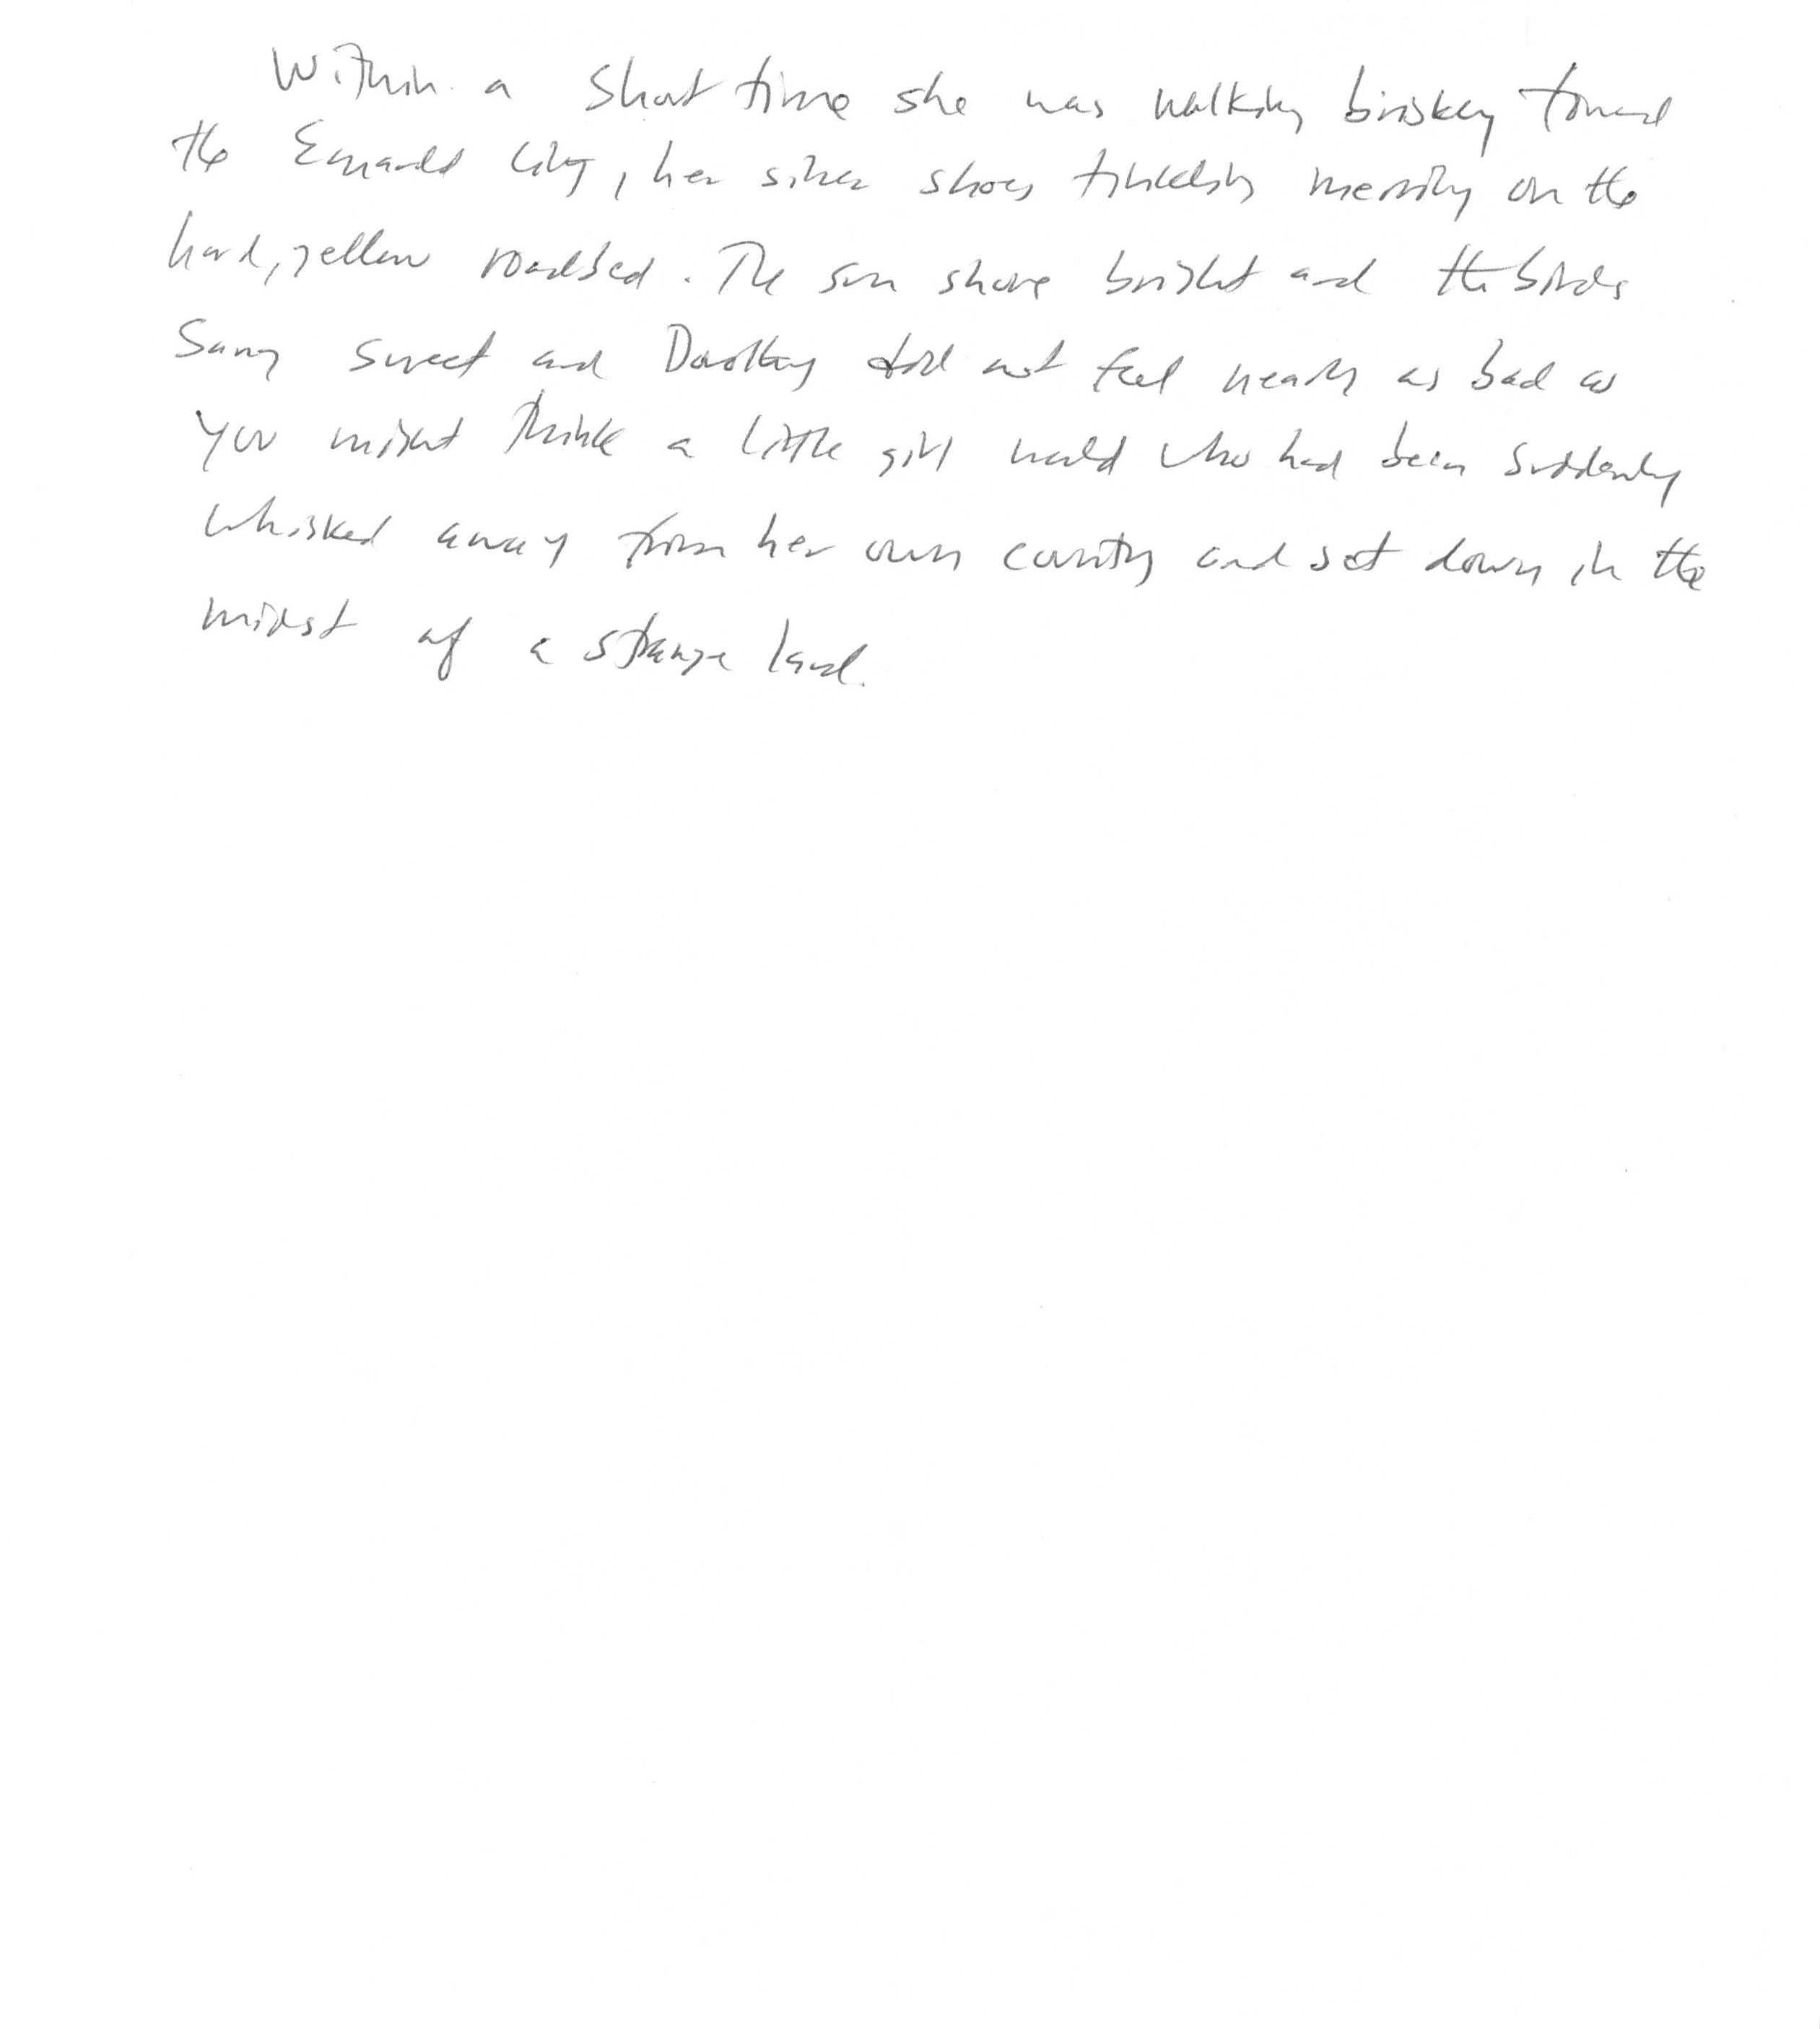 Within a short time she was walking briskly toward
the Emerald City, her silver shoes tinkling merrily on the
hard, yellow roadbed. The sun shone bright and the birds
sang sweet and Dorothy did not feel nearly as bad as
you might think a little girl would who had been suddenly
whisked away from her own country and set down in the
midst of a strange land.